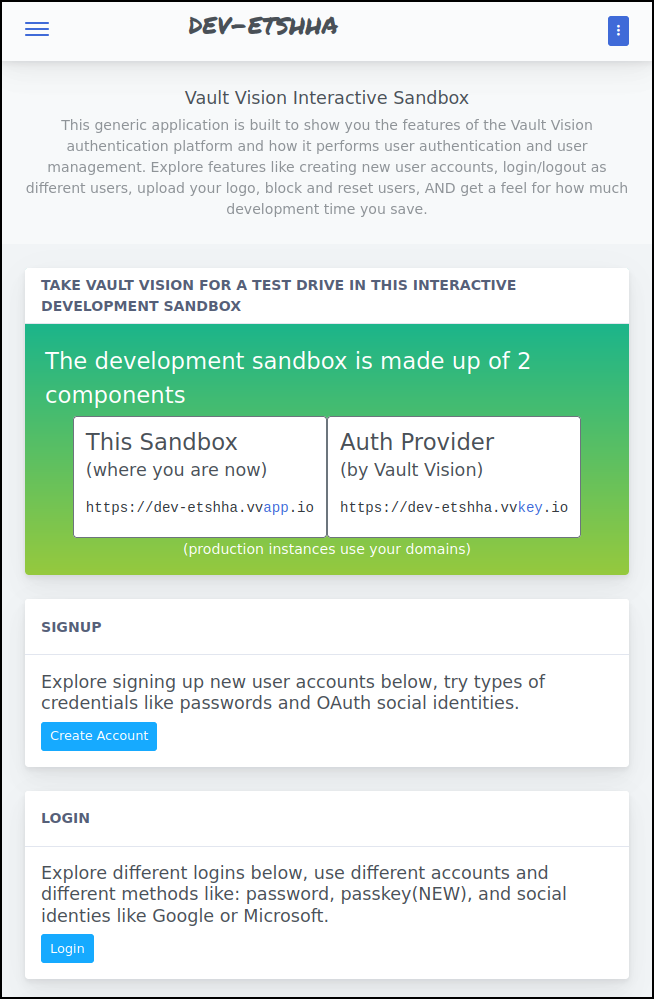 DEV-ETSHHA
Vault Vision Interactive Sandbox
This generic application is built to show you the features of the Vault Vision
authentication platform and how it performs user authentication and user
management. Explore features like creating new user accounts, login/logout as
different users, upload your logo, block and reset users, AND get a feel for how much
development time you save.
TAKE VAULT VISION FOR A TEST DRIVE IN THIS INTERACTIVE
DEVELOPMENT SANDBOX
The development sandbox is made up of 2
components
This Sandbox
(where you are now)
https://dev-etshha.vvapp.io
Auth Provider
(by Vault Vision)
https://dev-etshha.vvkey.io
(production instances use your domains)
SIGNUP
Explore signing up new user accounts below, try types of
credentials like passwords and OAuth social identities.
Create Account
LOGIN
Explore different logins below, use different accounts and
different methods like: password, passkey(NEW), and social
identies like Google or Microsoft.
Login